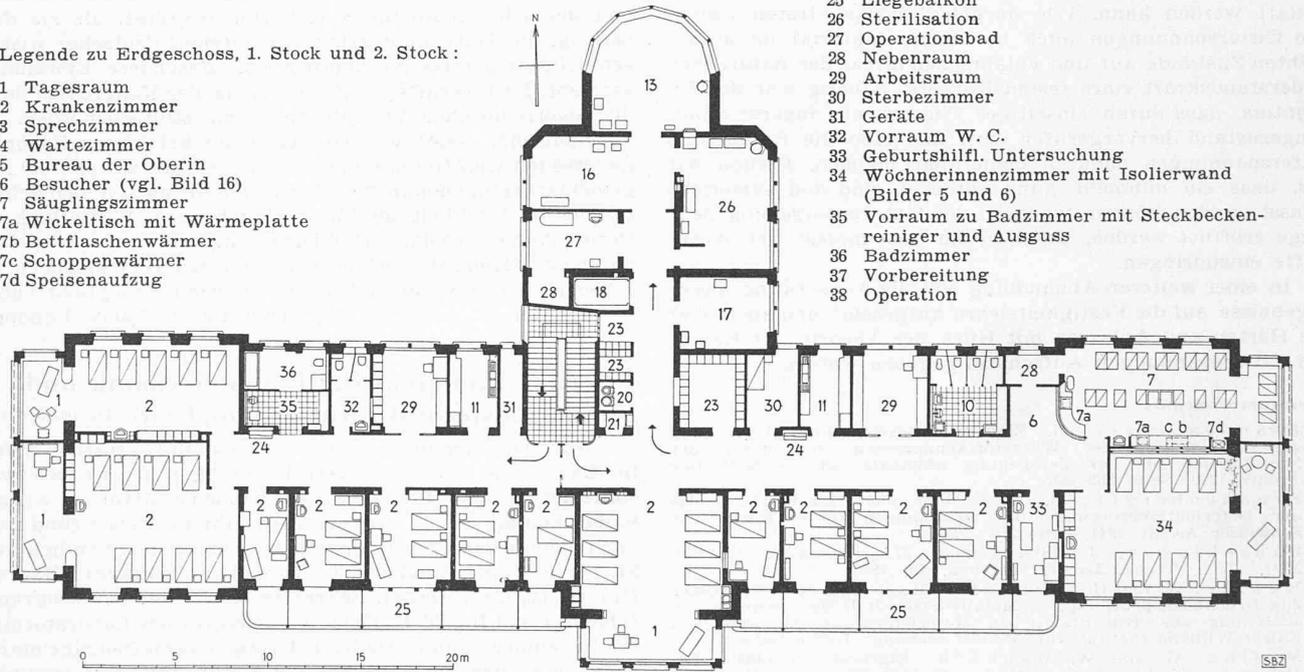 Legende zu Erdgeschoss, 1. Stock und 2. Stock:
1 Tagesraum
2 Krankenzimmer
3 Sprechzimmer
4 Wartezimmer
5 Bureau der Oberin
6 Besucher (vgl. Bild 16)
7 Säuglingszimmer
7a Wickeltisch mit Wärmeplatte
7b Bettflaschenwärmer
7c Schoppenwärmer
7d Speisenaufzug
25 Liegebalkon
26 Sterilisation
27 Operationsbad
28 Nebenraum
29 Arbeitsraum
30 Sterbezimmer
31 Geräte
32 Vorraum W. C.
33 Geburtshilfl. Untersuchung
34 Wöchnerinnenzimmer mit Isolierwand
(Bilder 5 und 6)
35 Vorraum zu Badzimmer mit Steckbecken-
reiniger und Ausguss
36 Badzimmer
37 Vorbereitung
38 Operation
N
13
16
26
27
28 18
17
23
23
20
21
1 2 36 35 32 29 11 31
23 30 11 29 10 28 6 7
7a 7a c b 7d
24 24
2 2 2 2 2 2 2 2 2 2 2 33 34
25 1 25
0 5 10 15 20m
SBZ